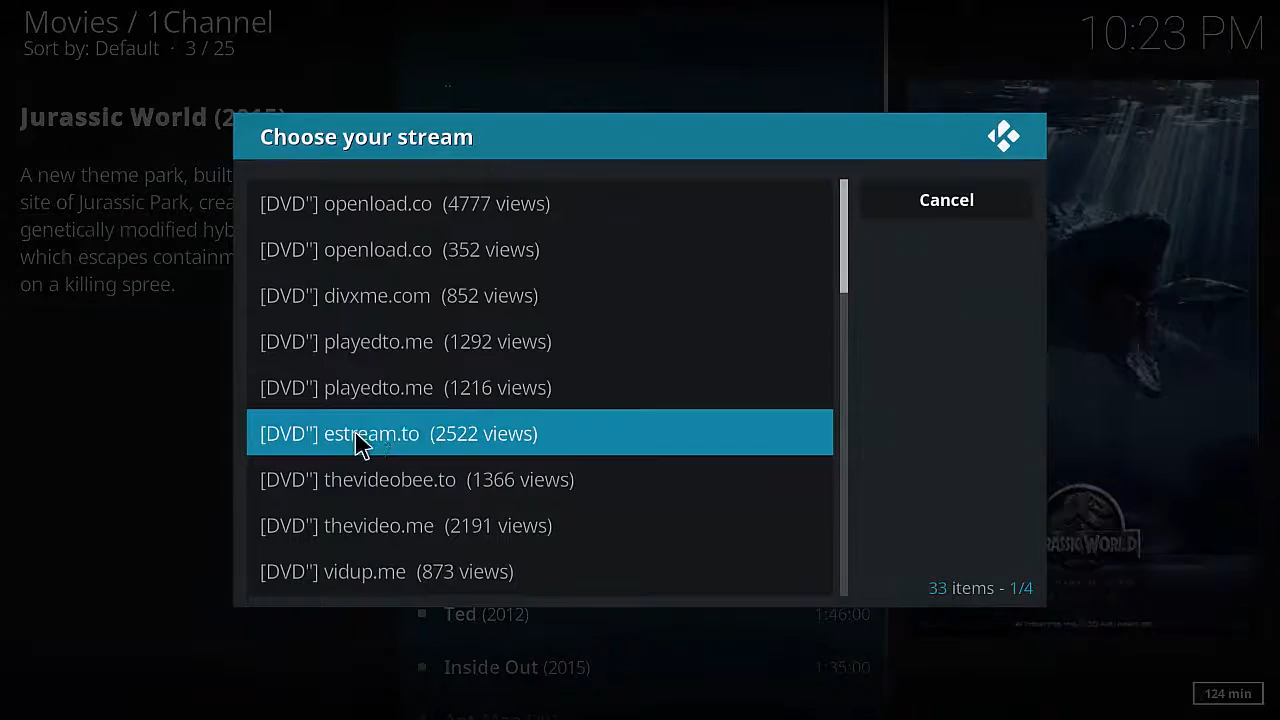 Movies / 1Channel
Sort by: Default · 3 / 25
10:23 PM
Jurassic World (2015)
A new theme park, built
site of Jurassic Park, crea
genetically modified hyb
which escapes containm
on a killing spree.
..
Choose your stream
[DVD"] openload.co (4777 views)
[DVD"] openload.co (352 views)
[DVD"] divxme.com (852 views)
[DVD"] playedto.me (1292 views)
[DVD"] playedto.me (1216 views)
[DVD"] estream.to (2522 views)
[DVD"] thevideobee.to (1366 views)
[DVD"] thevideo.me (2191 views)
[DVD"] vidup.me (873 views)
Cancel
33 items - 1/4
JURASSIC WORLD
Ted (2012) 1:46:00
Inside Out (2015) 1:35:00
124 min